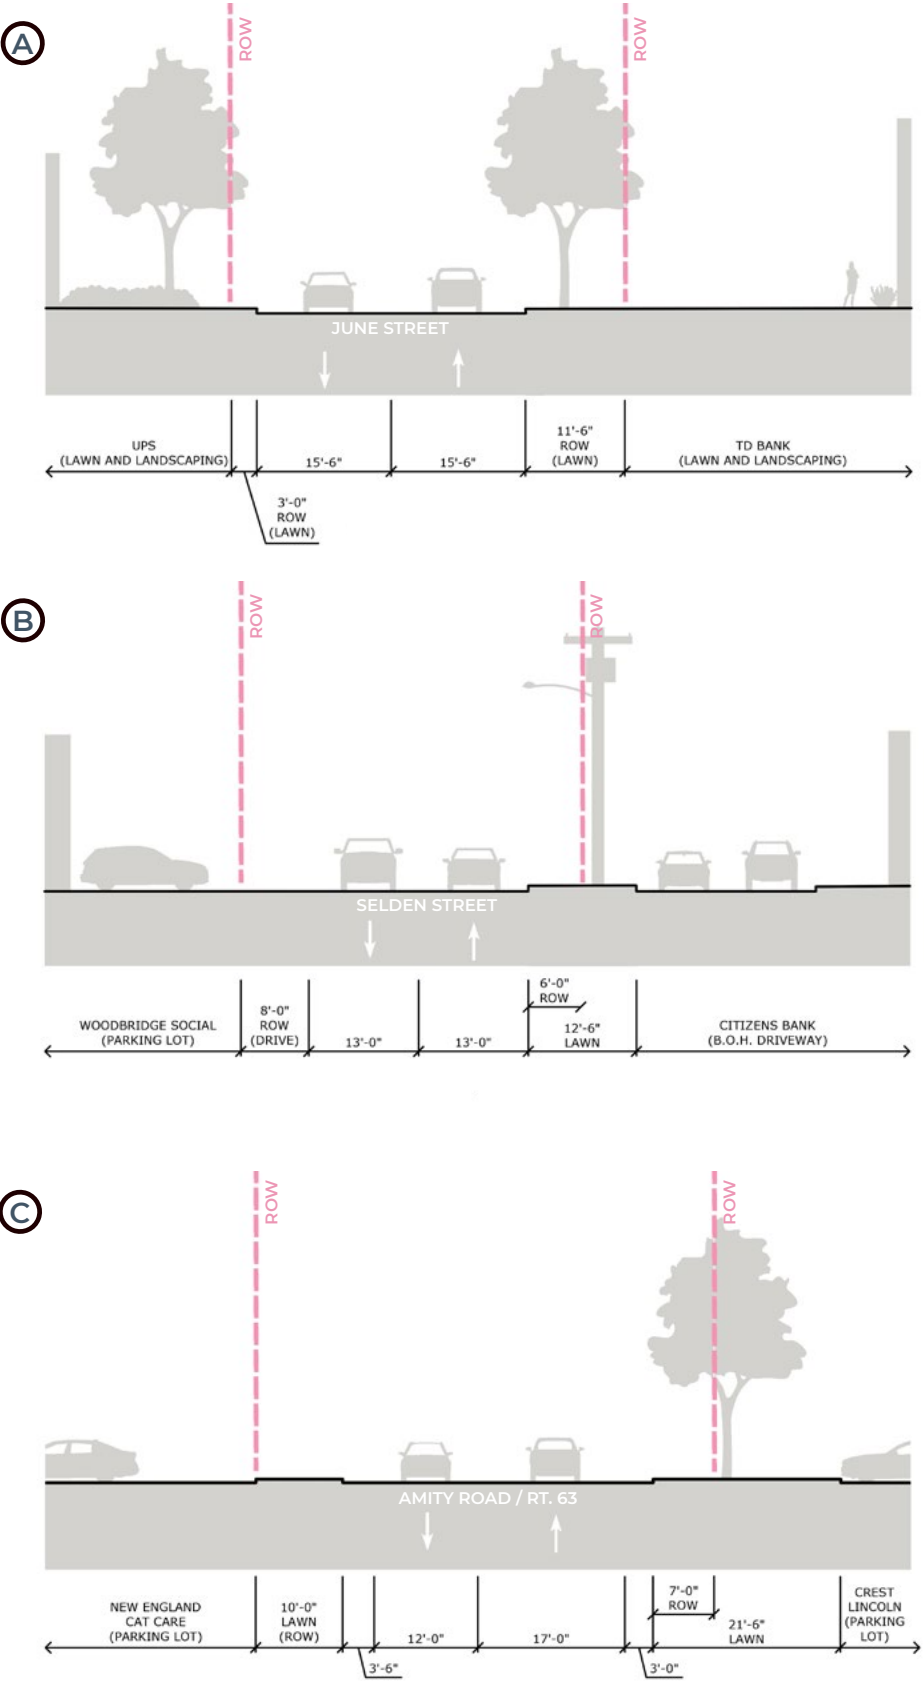 A
ROW
ROW
JUNE STREET
UPS
(LAWN AND LANDSCAPING)
15'-6"
15'-6"
11'-6"
ROW
(LAWN)
TD BANK
(LAWN AND LANDSCAPING)
3'-0"
ROW
(LAWN)
B
ROW
ROW
SELDEN STREET
WOODBRIDGE SOCIAL
(PARKING LOT)
8'-0"
ROW
(DRIVE)
13'-0"
13'-0"
6'-0"
ROW
12'-6"
LAWN
CITIZENS BANK
(B.O.H. DRIVEWAY)
C
ROW
ROW
AMITY ROAD / RT. 63
NEW ENGLAND
CAT CARE
(PARKING LOT)
10'-0"
LAWN
(ROW)
3'-6"
12'-0"
17'-0"
3'-0"
7'-0"
ROW
21'-6"
LAWN
CREST
LINCOLN
(PARKING
LOT)